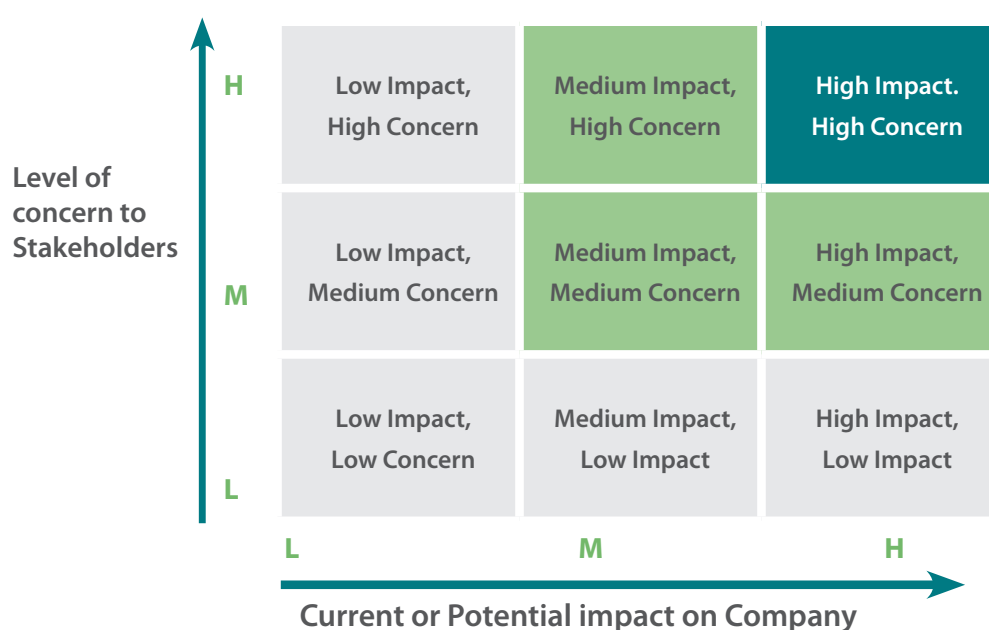 H
Low Impact,
High Concern
Medium Impact,
High Concern
High Impact.
High Concern
Level of
concern to
Stakeholders
M
Low Impact,
Medium Concern
Medium Impact,
Medium Concern
High Impact,
Medium Concern
L
Low Impact,
Low Concern
Medium Impact,
Low Impact
High Impact,
Low Impact
L
M
H
Current or Potential impact on Company